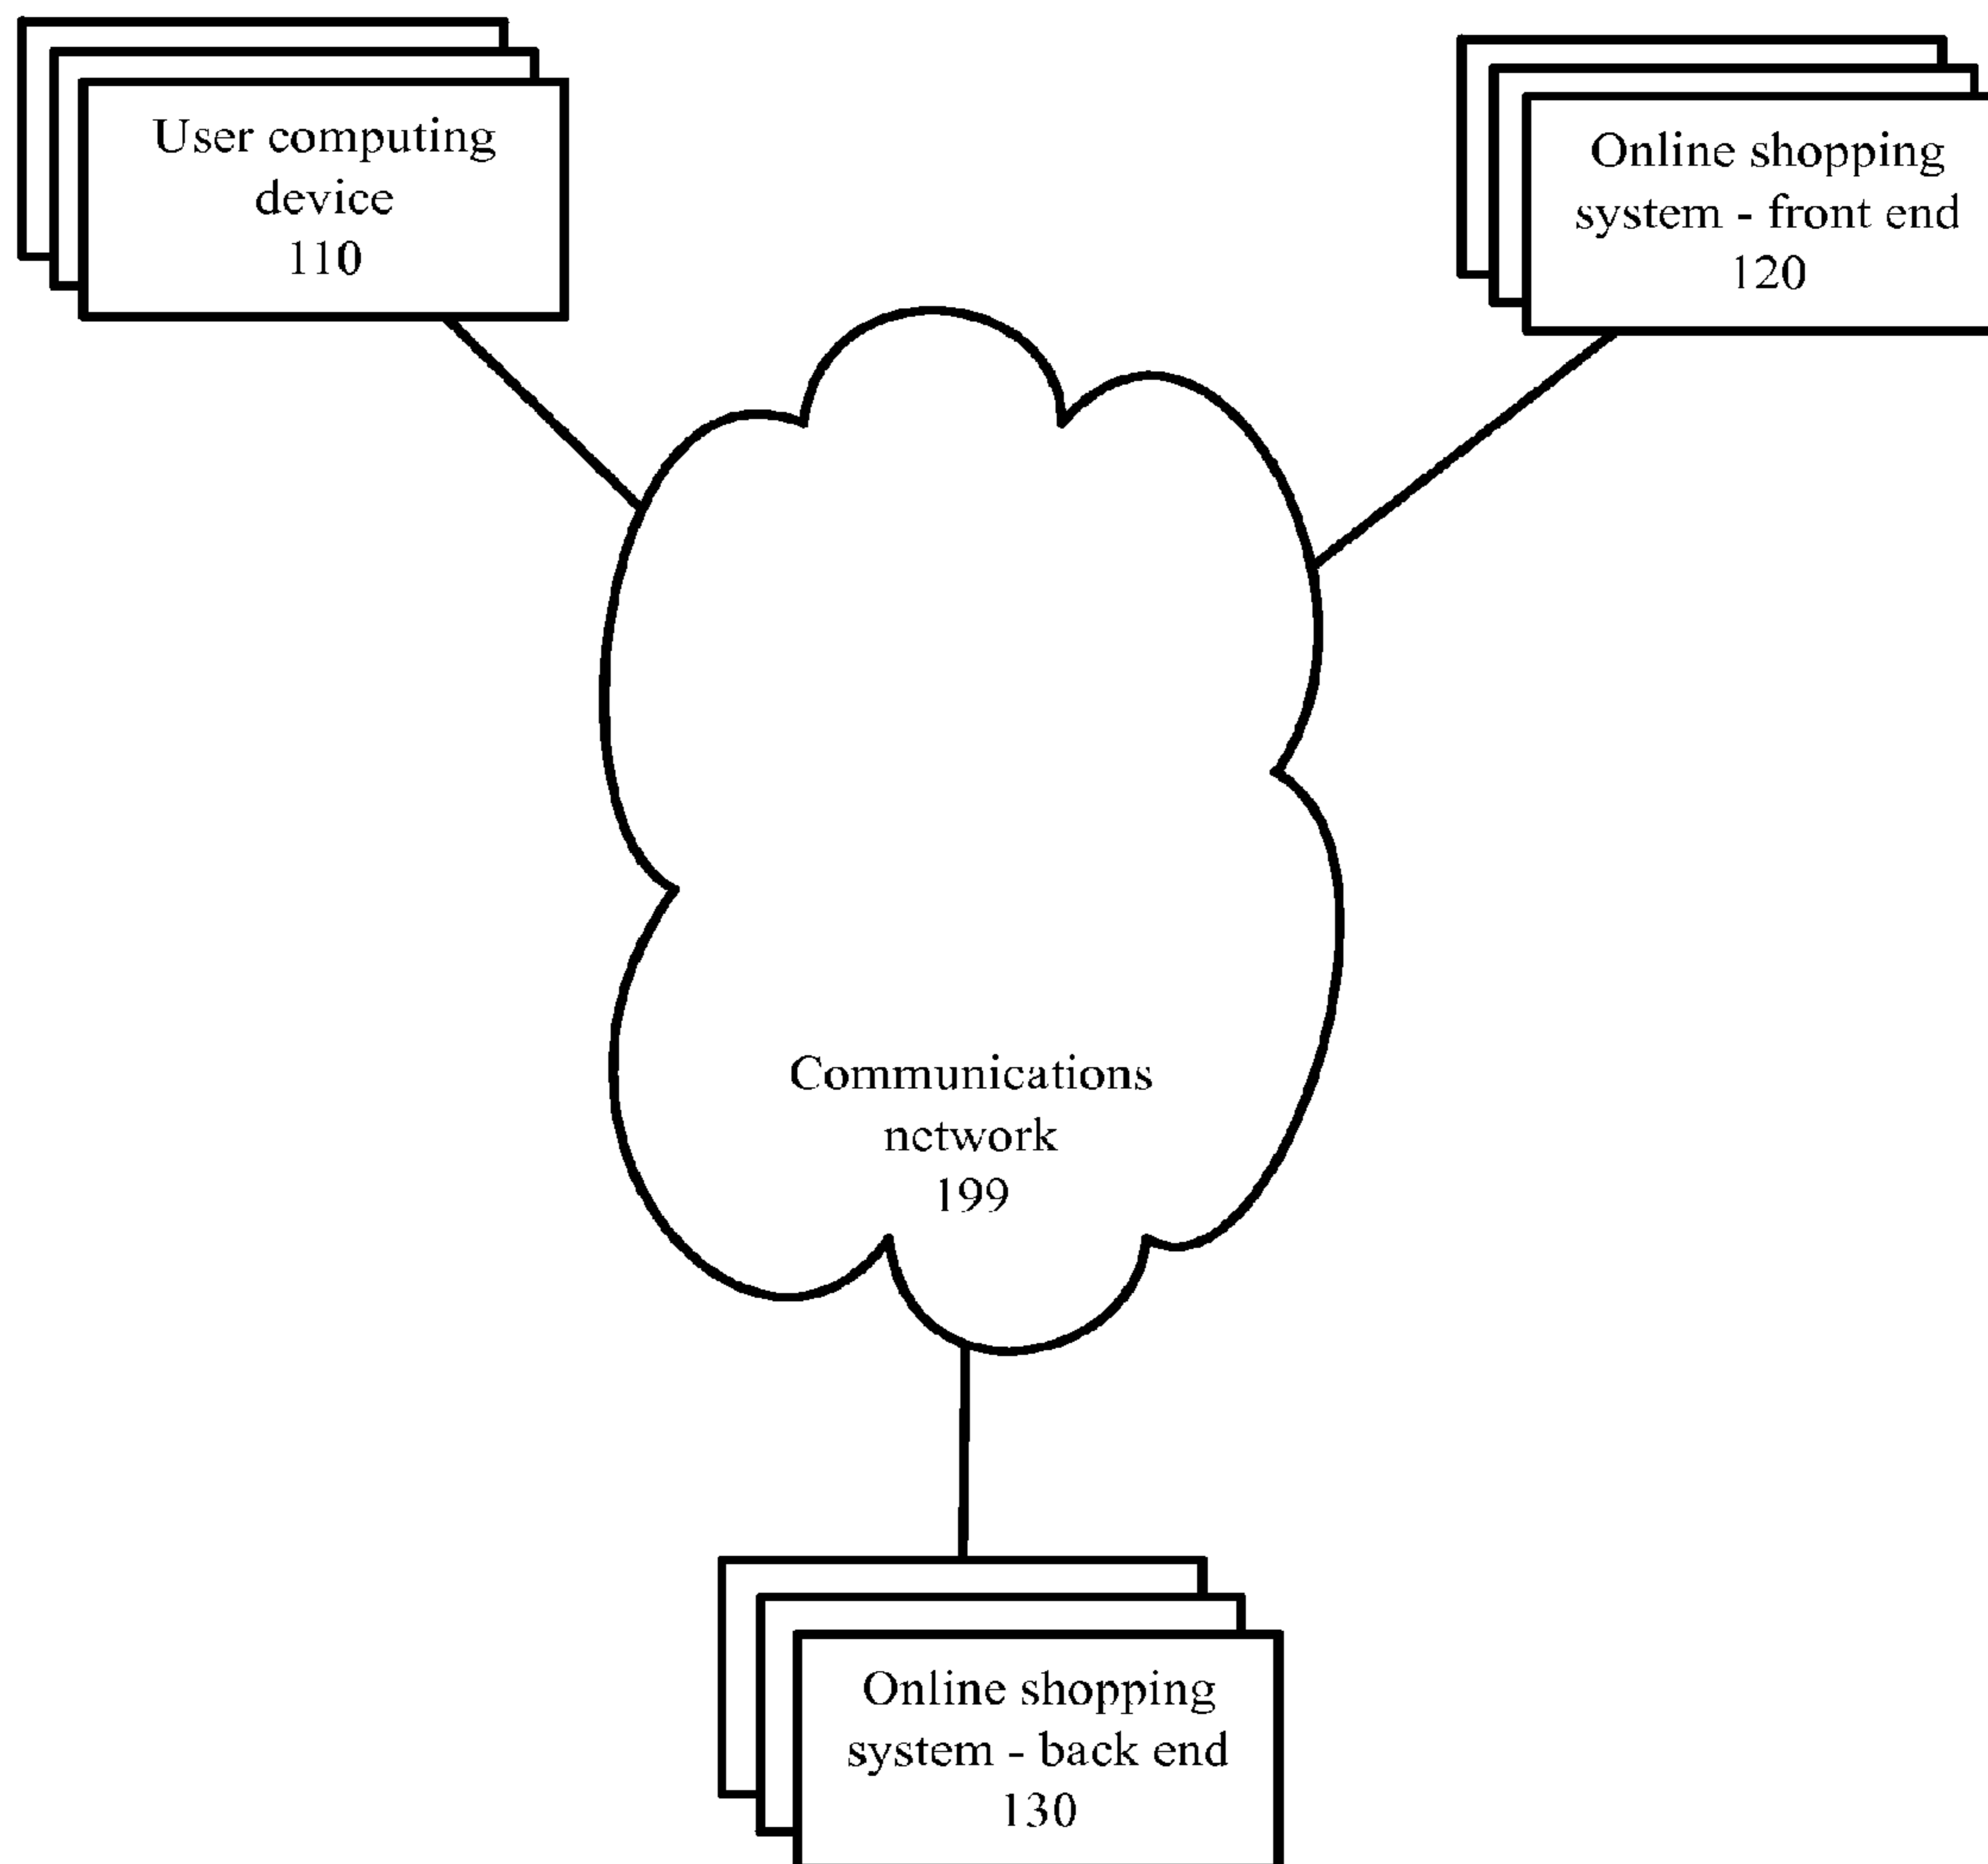 User computing
device
110
Online shopping
system - front end
120
Communications
network
199
Online shopping
system - back end
130